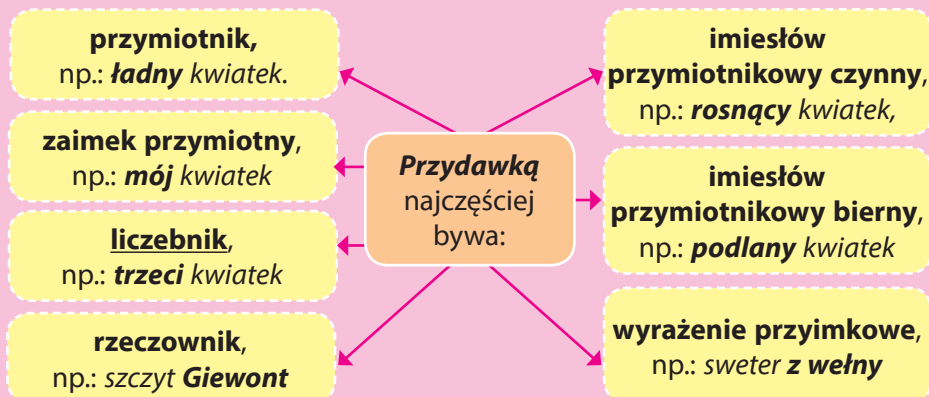 przymiotnik,
np.: ładny kwiatek.
zaimek przymiotny,
np.: mój kwiatek
liczebnik,
np.: trzeci kwiatek
rzeczownik,
np.: szczyt Giewont
Przydawką
najczęściej
bywa:
imiesłów
przymiotnikowy czynny,
np.: rosnący kwiatek,
imiesłów
przymiotnikowy bierny,
np.: podlany kwiatek
wyrażenie przyimkowe,
np.: sweter z wełny